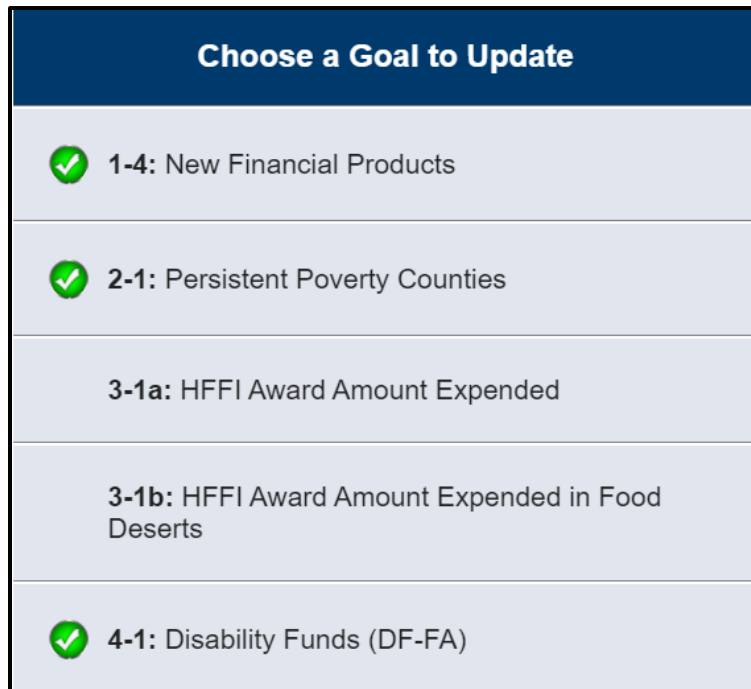 Choose a Goal to Update
1-4: New Financial Products
2-1: Persistent Poverty Counties
3-1a: HFFI Award Amount Expended
3-1b: HFFI Award Amount Expended in Food
Deserts
4-1: Disability Funds (DF-FA)